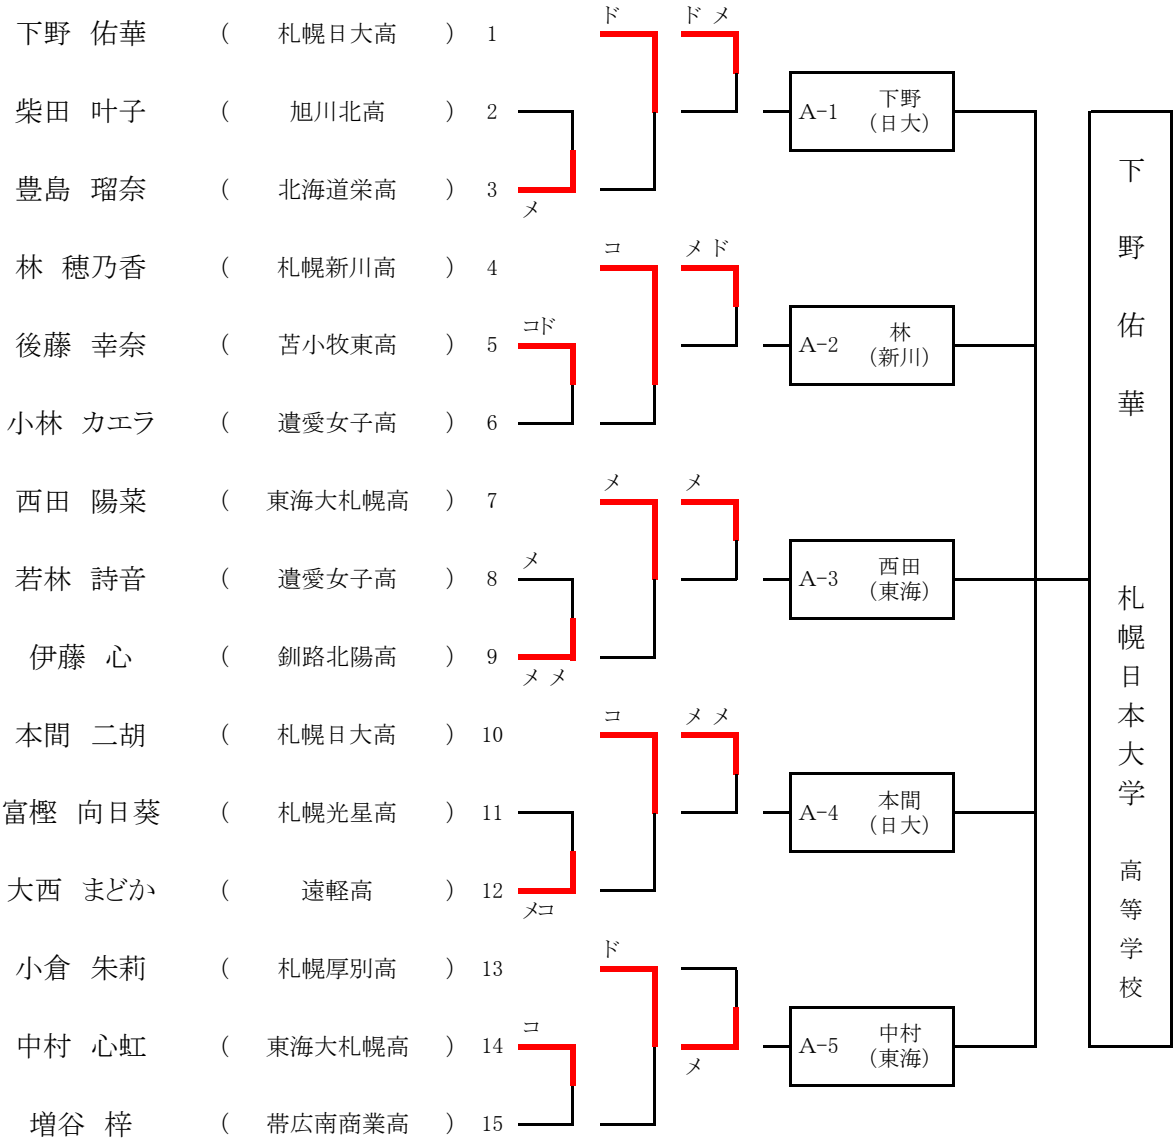 下野 佑華 ( 札幌日大高 ) 1
柴田 叶子 ( 旭川北高 ) 2
豊島 瑠奈 ( 北海道栄高 ) 3
林 穂乃香 ( 札幌新川高 ) 4
後藤 幸奈 ( 苫小牧東高 ) 5
小林 カエラ ( 遺愛女子高 ) 6
西田 陽菜 ( 東海大札幌高 ) 7
若林 詩音 ( 遺愛女子高 ) 8
伊藤 心 ( 釧路北陽高 ) 9
本間 二胡 ( 札幌日大高 ) 10
富樫 向日葵 ( 札幌光星高 ) 11
大西 まどか ( 遠軽高 ) 12
小倉 朱莉 ( 札幌厚別高 ) 13
中村 心虹 ( 東海大札幌高 ) 14
増谷 梓 ( 帯広南商業高 ) 15
メ
コド
メ
メ メ
メコ
コ
ド
コ
メ
コ
ド
ド メ
メ ド
メ
メ メ
メ
A-1 下野
(日大)
A-2 林
(新川)
A-3 西田
(東海)
A-4 本間
(日大)
A-5 中村
(東海)
下野佑華
札幌日本大学 高等学校